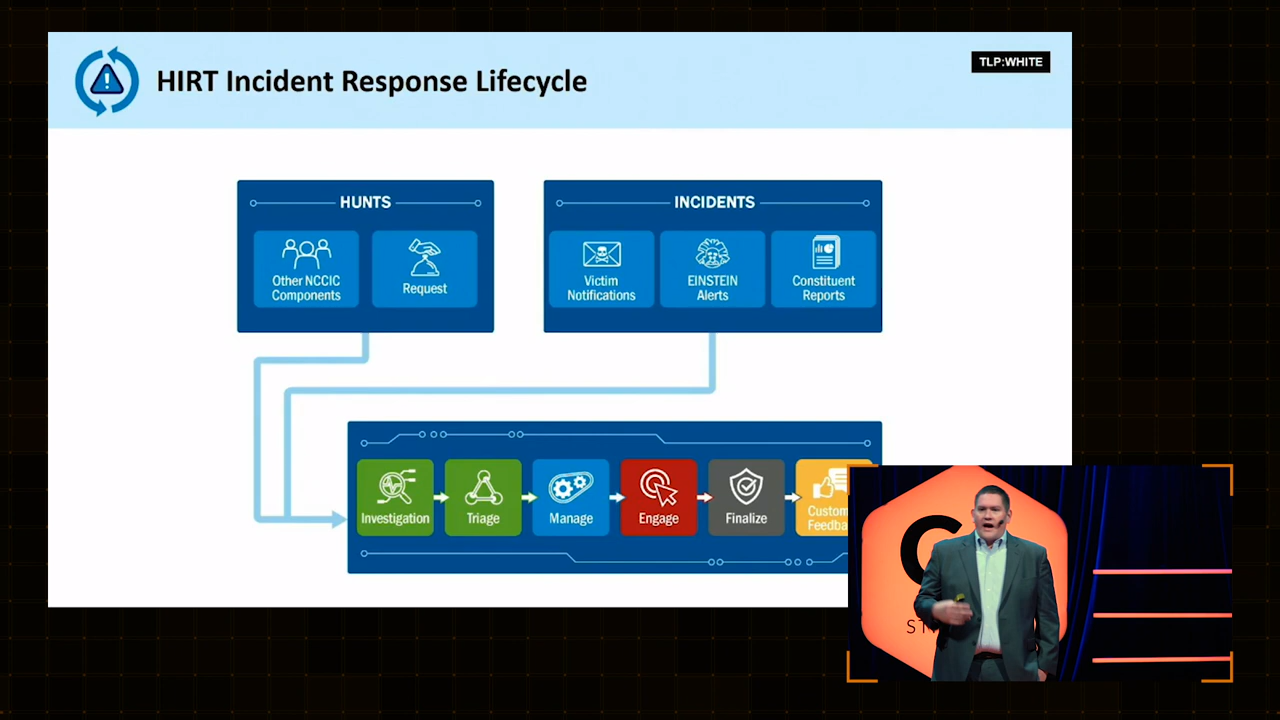 HIRT Incident Response Lifecycle
TLP:WHITE
HUNTS
Other NCCIC
Components
Request
INCIDENTS
Victim
Notifications
EINSTEIN
Alerts
Constituent
Reports
Investigation
Triage
Manage
Engage
Finalize